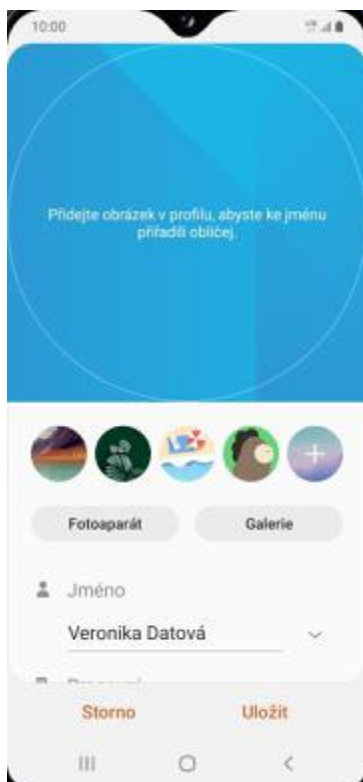 10:00
Přidejte obrázek v profilu, abyste ke jménu
přiřadili obličej.
Fotoaparát
Galerie
Jméno
Veronika Datová
Storno
Uložit